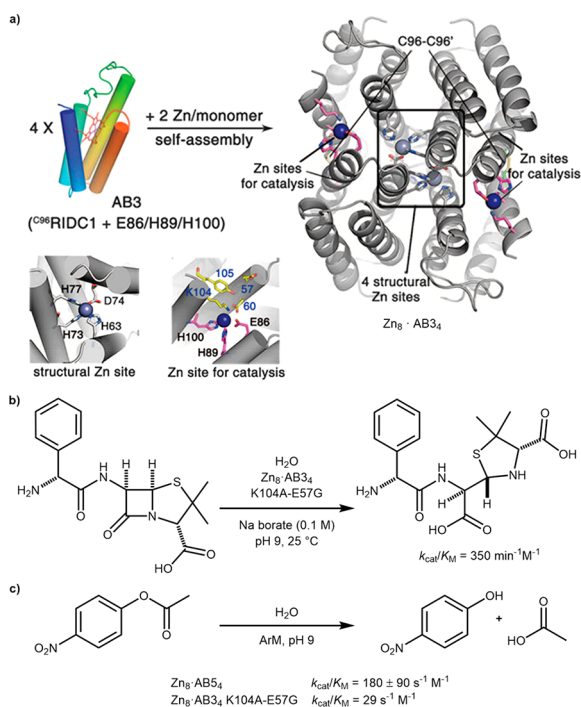 a)
4 X
+ 2 Zn/monomer
self-assembly
AB3
(C96RIDC1 + E86/H89/H100)
C96-C96′
Zn sites
for catalysis
Zn sites
for catalysis
4 structural
Zn sites
Zn8 · AB34
H77
D74
H73
H63
structural Zn site
105
K104
57
60
H100
E86
H89
Zn site for catalysis
b)
H2N
O
N
H
H
H
S
N
O
O
HO
H2O
Zn8·AB34
K104A-E57G
Na borate (0.1 M)
pH 9, 25 °C
H2N
O
H
N
H
H
S
NH
O
OH
O
HO
kcat/KM = 350 min-1M-1
c)
O2N
O
O
H2O
ArM, pH 9
O2N
OH
+
O
HO
Zn8·AB54 kcat/KM = 180 ± 90 s-1 M-1
Zn8·AB34 K104A-E57G kcat/KM = 29 s-1 M-1